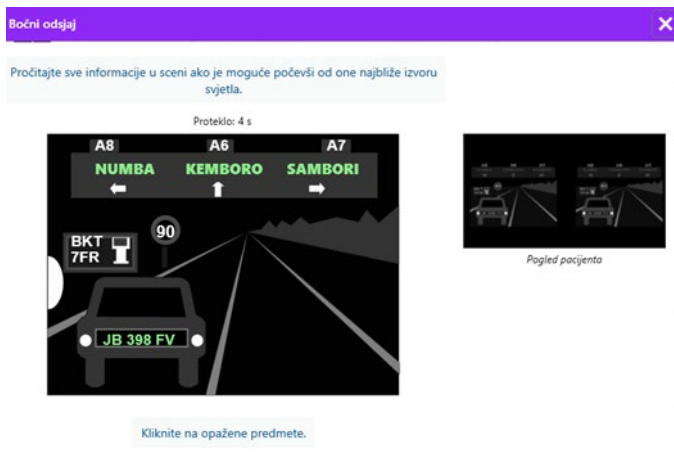 Bočni odsjaj
Pročitajte sve informacije u sceni ako je moguće počevši od one najbliže izvoru
svjetla.
Proteklo: 4 s
A8 A6 A7
NUMBA KEMBORO SAMBORI
90
BKT
7FR
JB 398 FV
Pogled pacijenta
Kliknite na opažene predmete.